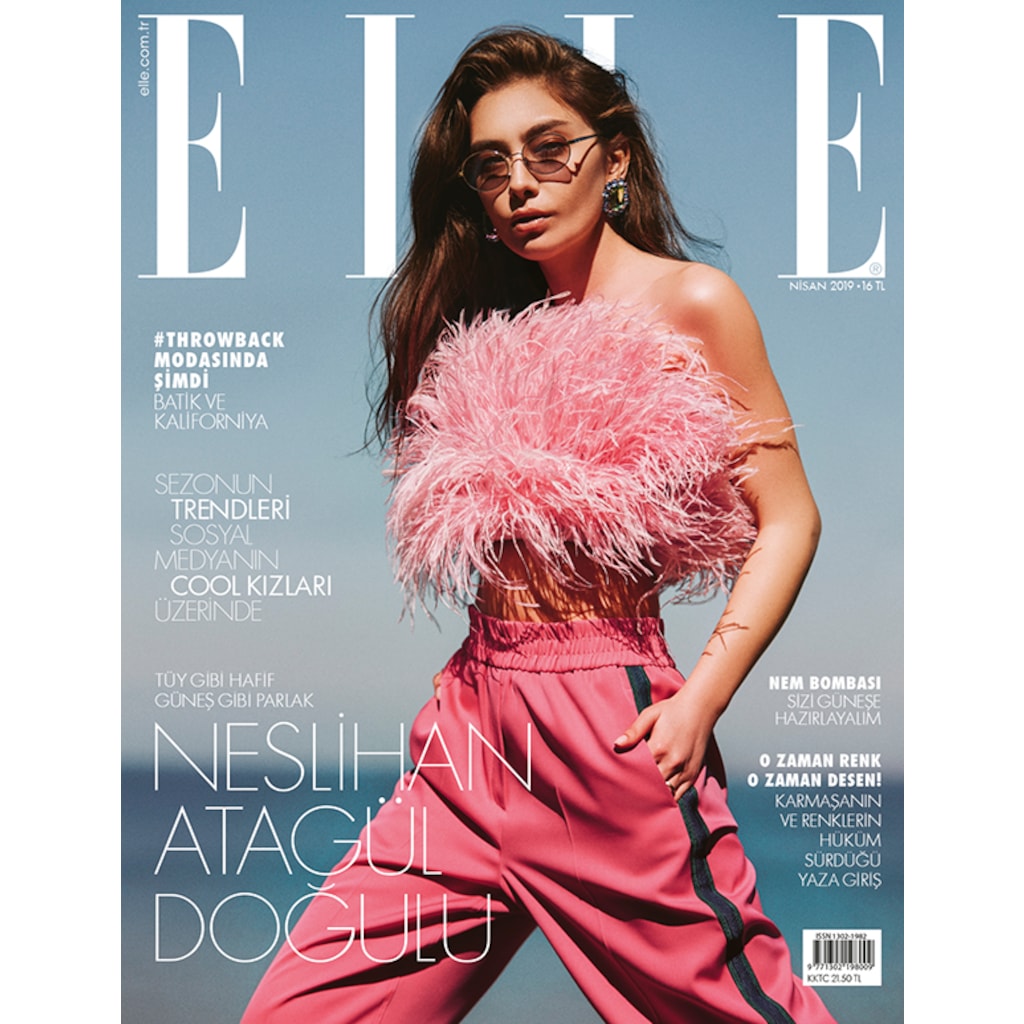 elle.com.tr
ELLE
®
NİSAN 2019 • 16 TL
#THROWBACK
MODASINDA
ŞİMDİ
BATİK VE
KALİFORNİYA
SEZONUN
TRENDLERİ
SOSYAL
MEDYANIN
COOL KIZLARI
ÜZERİNDE
TÜY GİBİ HAFİF
GÜNEŞ GİBİ PARLAK
NESLİHAN
ATAGÜL
DOĞULU
NEM BOMBASI
SİZİ GÜNEŞE
HAZIRLAYALIM
O ZAMAN RENK
O ZAMAN DESEN!
KARMAŞANIN
VE RENKLERİN
HÜKÜM
SÜRDÜĞÜ
YAZA GİRİŞ
ISSN 1302-1982
9 771302 198009
KKTC 21.50 TL